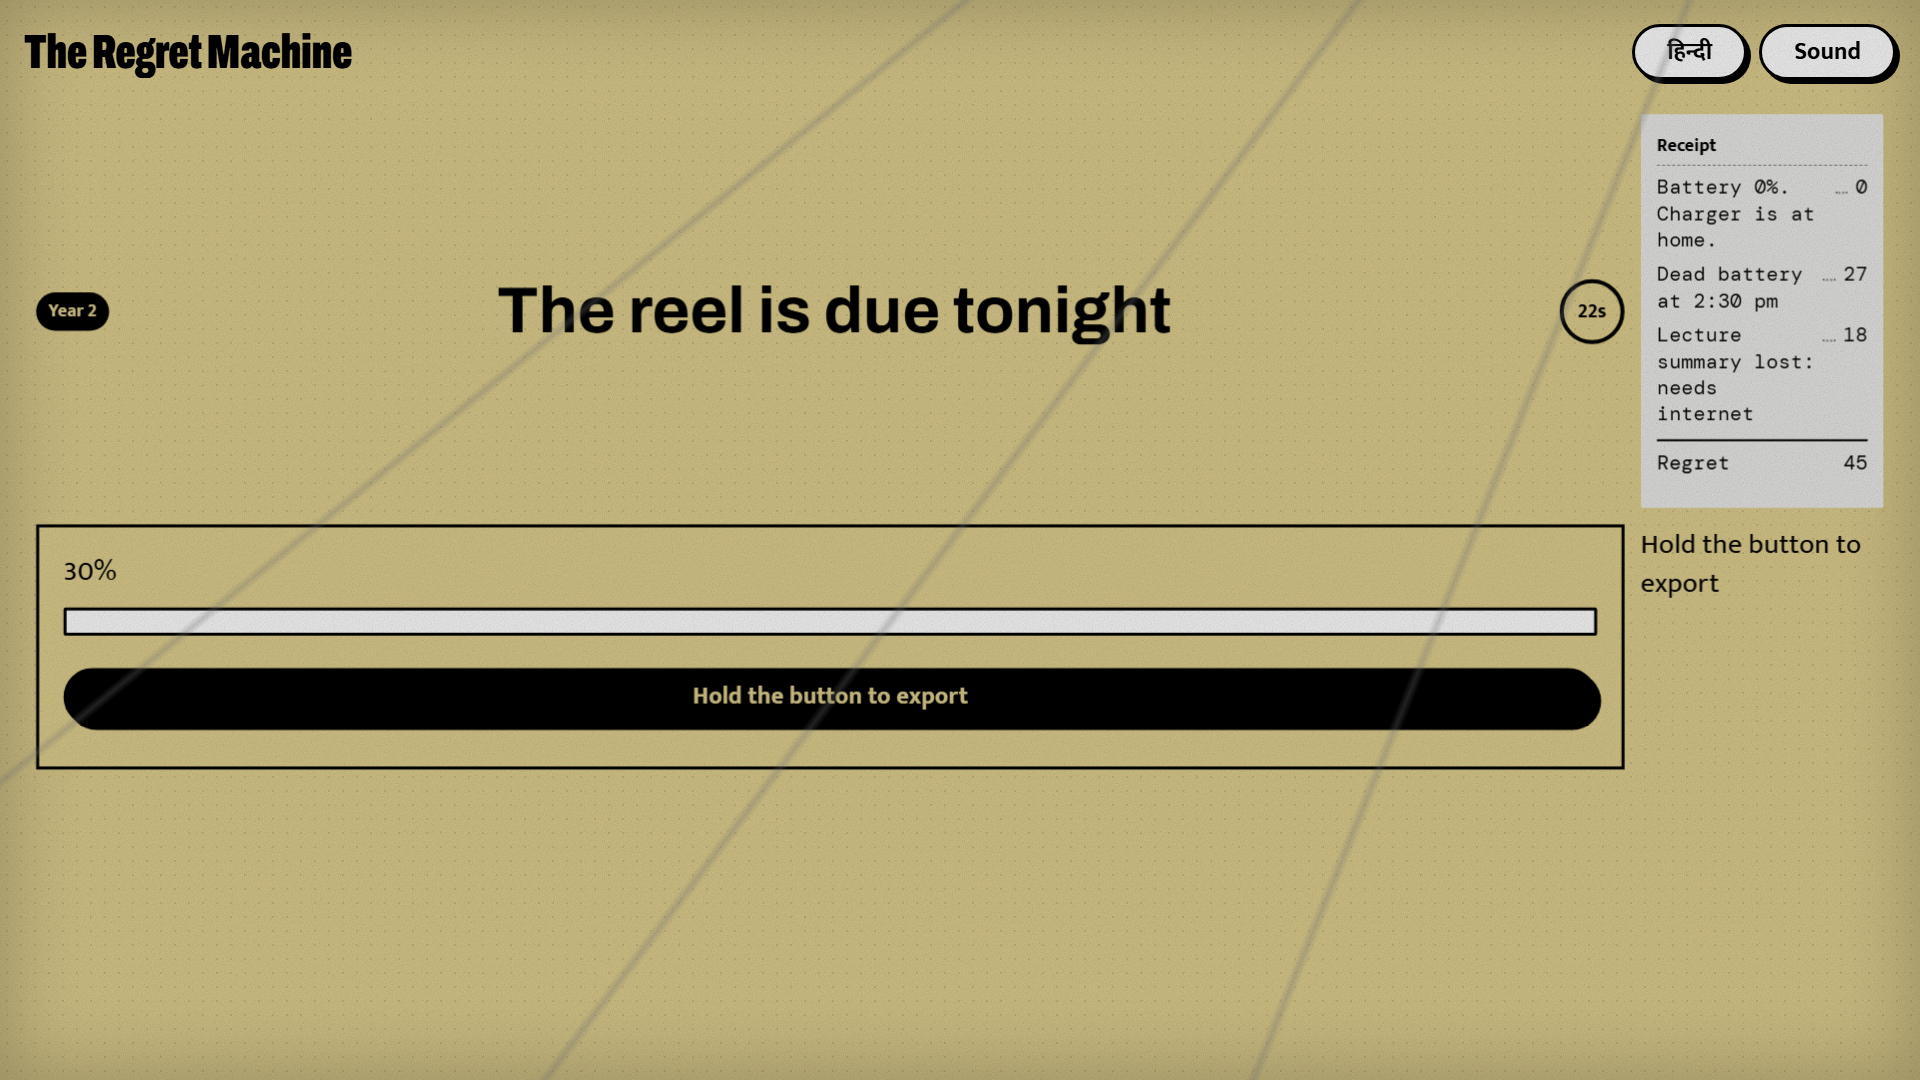 The Regret Machine
हिन्दी
Sound
Year 2
The reel is due tonight
22s
30%
Hold the button to export
Receipt
Battery 0%. .... 0
Charger is at
home.
Dead battery .... 27
at 2:30 pm
Lecture .... 18
summary lost:
needs
internet
Regret 45
Hold the button to
export